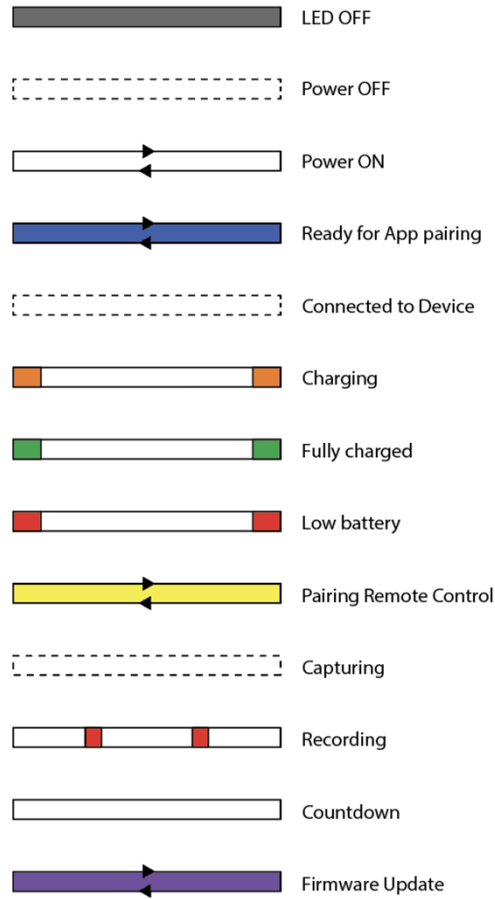 LED OFF
Power OFF
Power ON
Ready for App pairing
Connected to Device
Charging
Fully charged
Low battery
Pairing Remote Control
Capturing
Recording
Countdown
Firmware Update